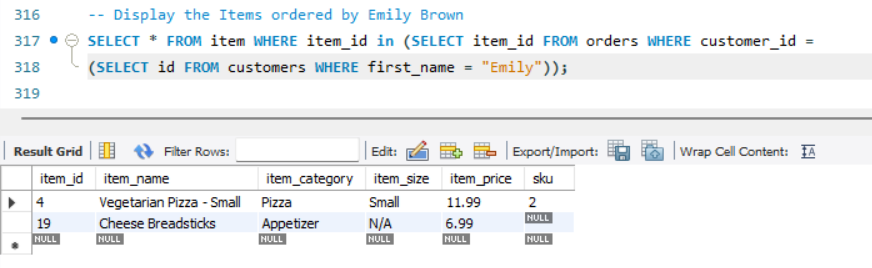 316 -- Display the Items ordered by Emily Brown
317 SELECT * FROM item WHERE item_id in (SELECT item_id FROM orders WHERE customer_id =
318 (SELECT id FROM customers WHERE first_name = "Emily"));
319
Result Grid Filter Rows: Edit: Export/Import: Wrap Cell Content: IA
item_id item_name item_category item_size item_price sku
4 Vegetarian Pizza - Small Pizza Small 11.99 2
19 Cheese Breadsticks Appetizer N/A 6.99 NULL
NULL NULL NULL NULL NULL NULL